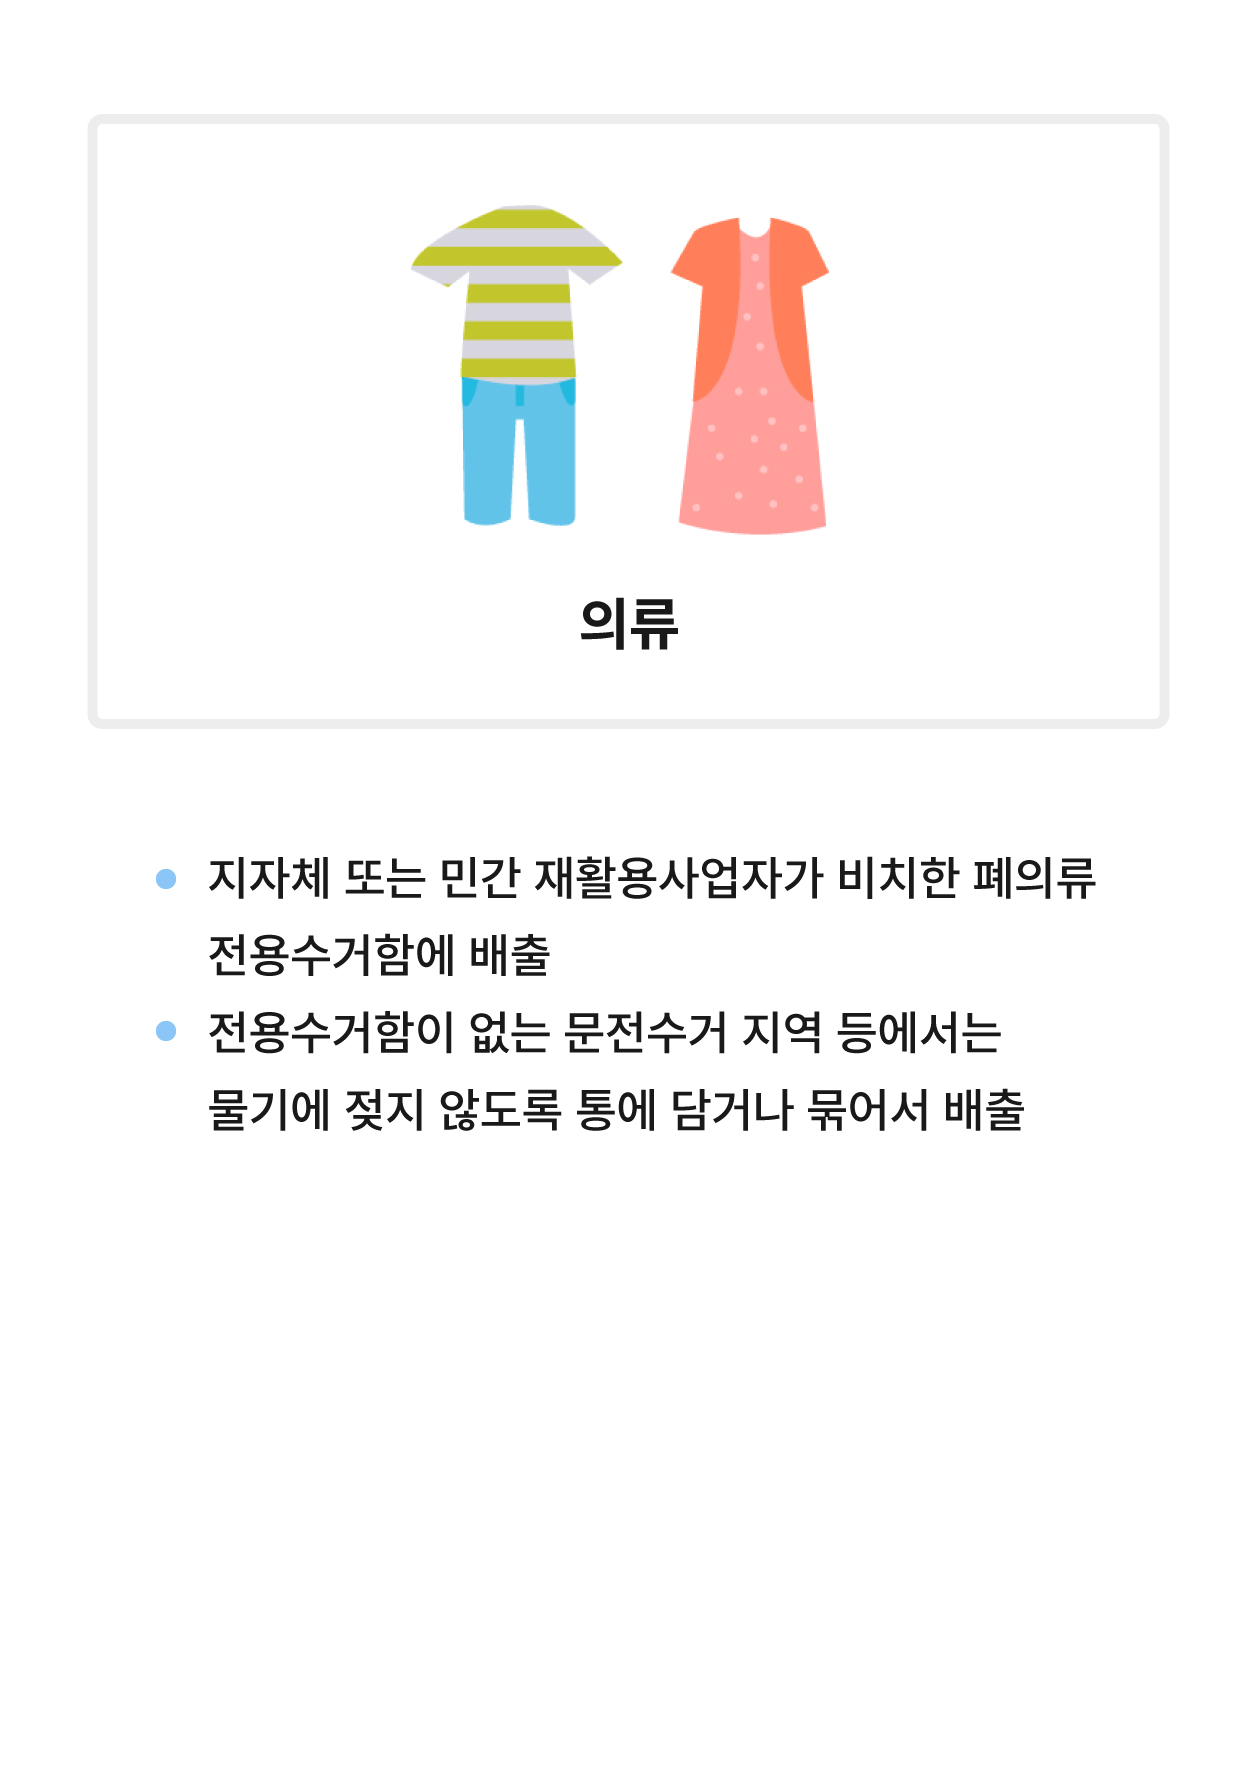 의류
지자체 또는 민간 재활용사업자가 비치한 폐의류
전용수거함에 배출
전용수거함이 없는 문전수거 지역 등에서는
물기에 젖지 않도록 통에 담거나 묶어서 배출